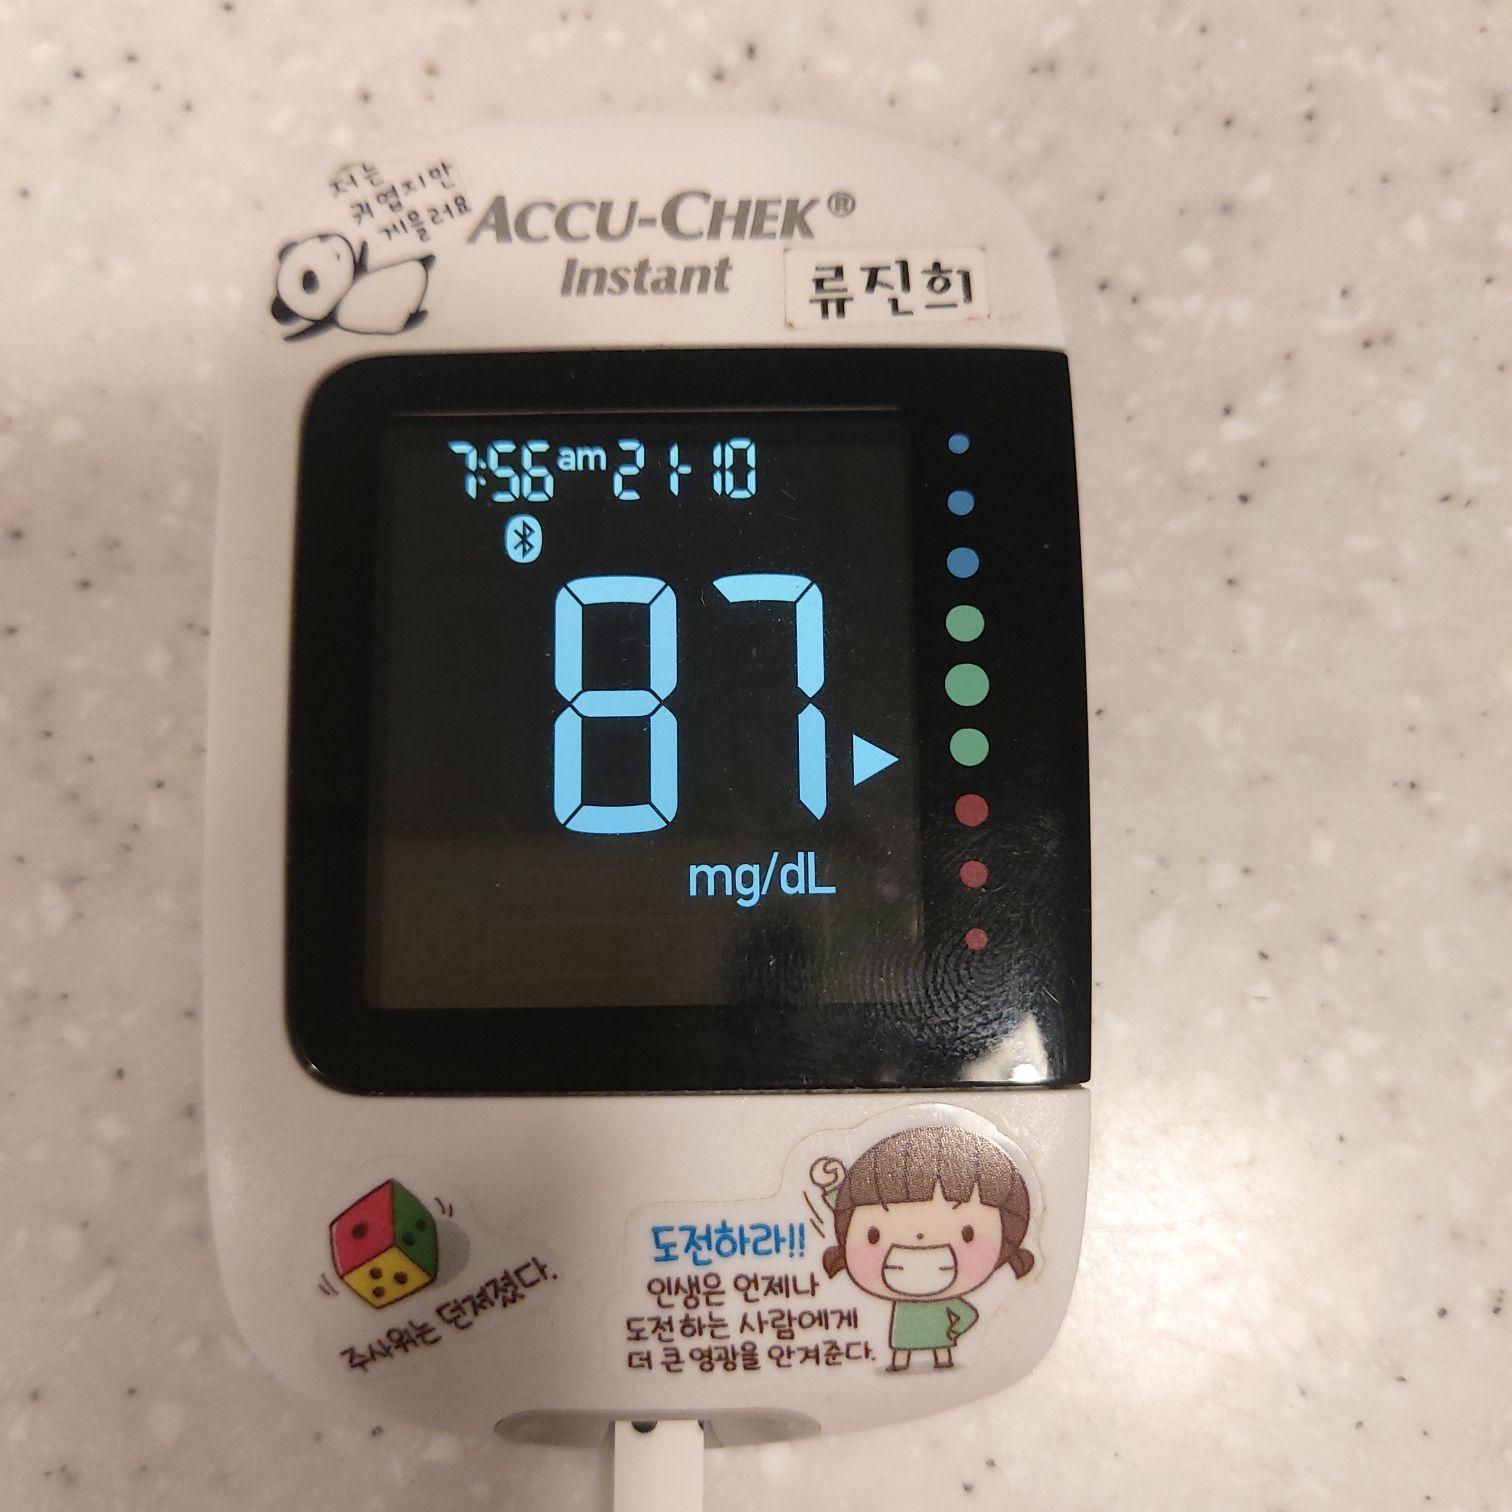 저는
귀엽지만
게을러요
ACCU-CHEK®
Instant
류진희
7:56 am 21-10
87
mg/dL
주사위는 던져졌다.
도전하라!!
인생은 언제나
도전하는 사람에게
더 큰 영광을 안겨준다.